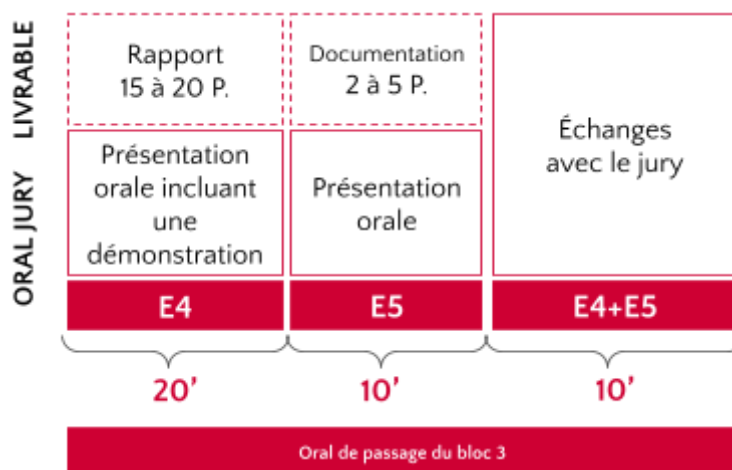 LIVRABLE
Rapport
15 à 20 P.
Documentation
2 à 5 P.
Échanges
avec le jury
ORAL JURY
Présentation
orale incluant
une
démonstration
Présentation
orale
E4
E5
E4+E5
20’
10’
10’
Oral de passage du bloc 3